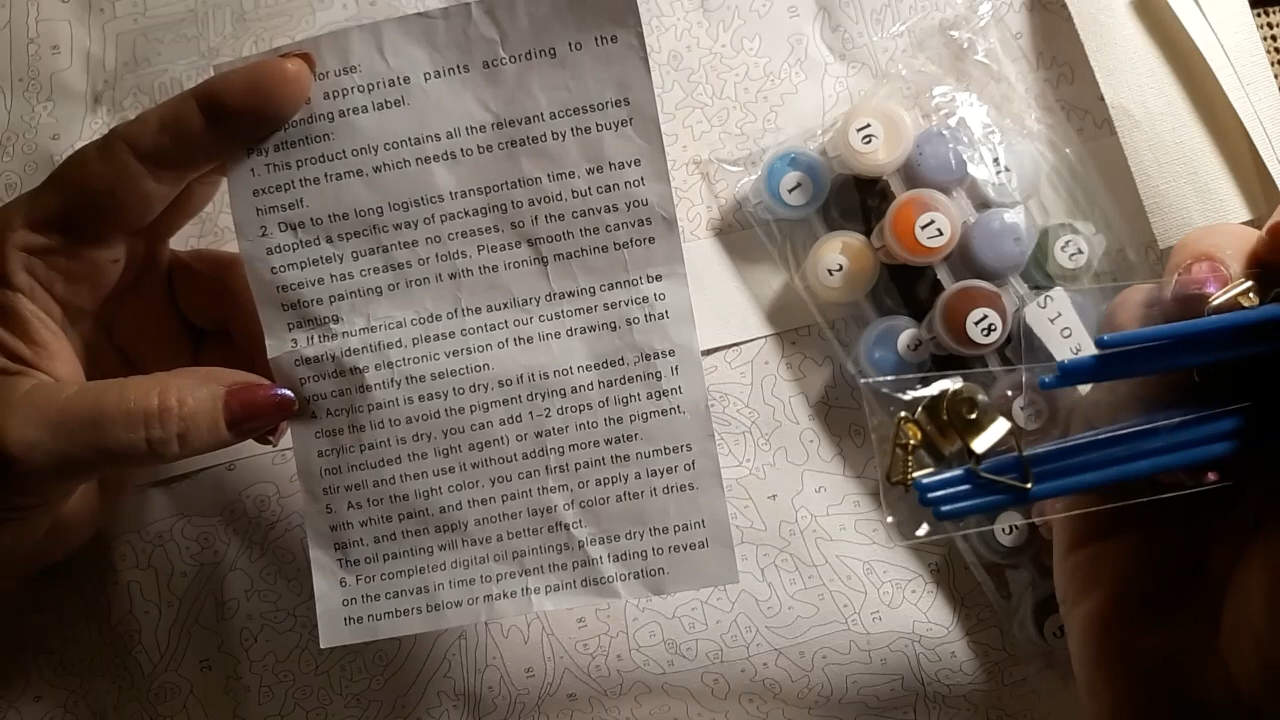 for use:
appropriate paints according to the
ponding area label.
Pay attention:
1. This product only contains all the relevant accessories
except the frame, which needs to be created by the buyer
himself.
2. Due to the long logistics transportation time, we have
adopted a specific way of packaging to avoid, but can not
completely guarantee no creases, so if the canvas you
receive has creases or folds, Please smooth the canvas
before painting or iron it with the ironing machine before
painting.
3. If the numerical code of the auxiliary drawing cannot be
clearly identified, please contact our customer service to
provide the electronic version of the line drawing, so that
you can identify the selection.
4. Acrylic paint is easy to dry, so if it is not needed, please
close the lid to avoid the pigment drying and hardening. If
acrylic paint is dry, you can add 1–2 drops of light agent
(not included the light agent) or water into the pigment,
stir well and then use it without adding more water.
5. As for the light color, you can first paint the numbers
with white paint, and then paint them, or apply a layer of
paint, and then apply another layer of color after it dries.
The oil painting will have a better effect.
6. For completed digital oil paintings, please dry the paint
on the canvas in time to prevent the paint fading to reveal
the numbers below or make the paint discoloration.
16
1
17
2
23
18
3
S103
5